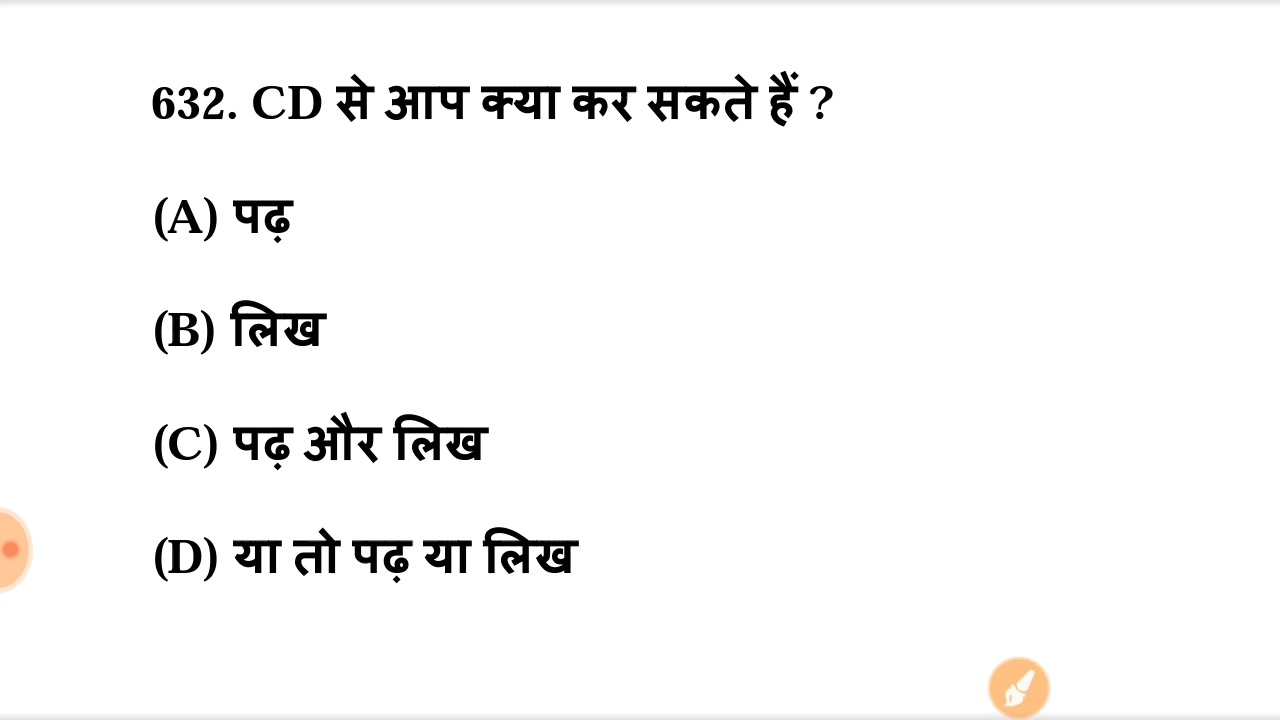 632. CD से आप क्या कर सकते हैं ?
(A) पढ़
(B) लिख
(C) पढ़ और लिख
(D) या तो पढ़ या लिख